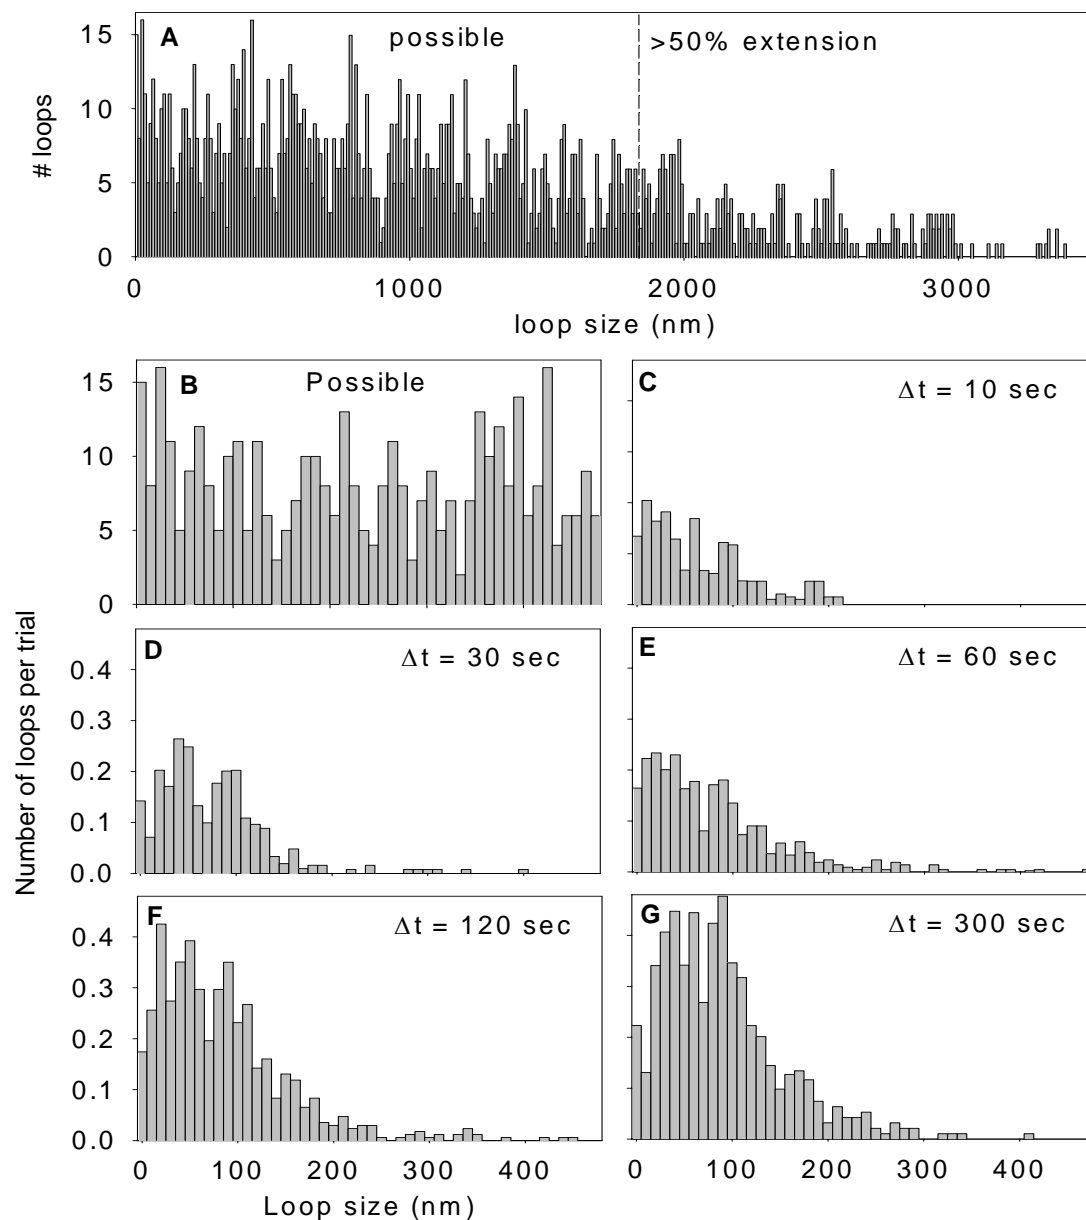 A
possible
>50% extension
# loops
15
10
5
0
0 1000 2000 3000
loop size (nm)
B
Possible
15
10
5
0
C
Δt = 10 sec
Number of loops per trial
D
Δt = 30 sec
0.4
0.3
0.2
0.1
0.0
E
Δt = 60 sec
F
Δt = 120 sec
0.4
0.3
0.2
0.1
0.0
0 100 200 300 400
Loop size (nm)
G
Δt = 300 sec
0 100 200 300 400